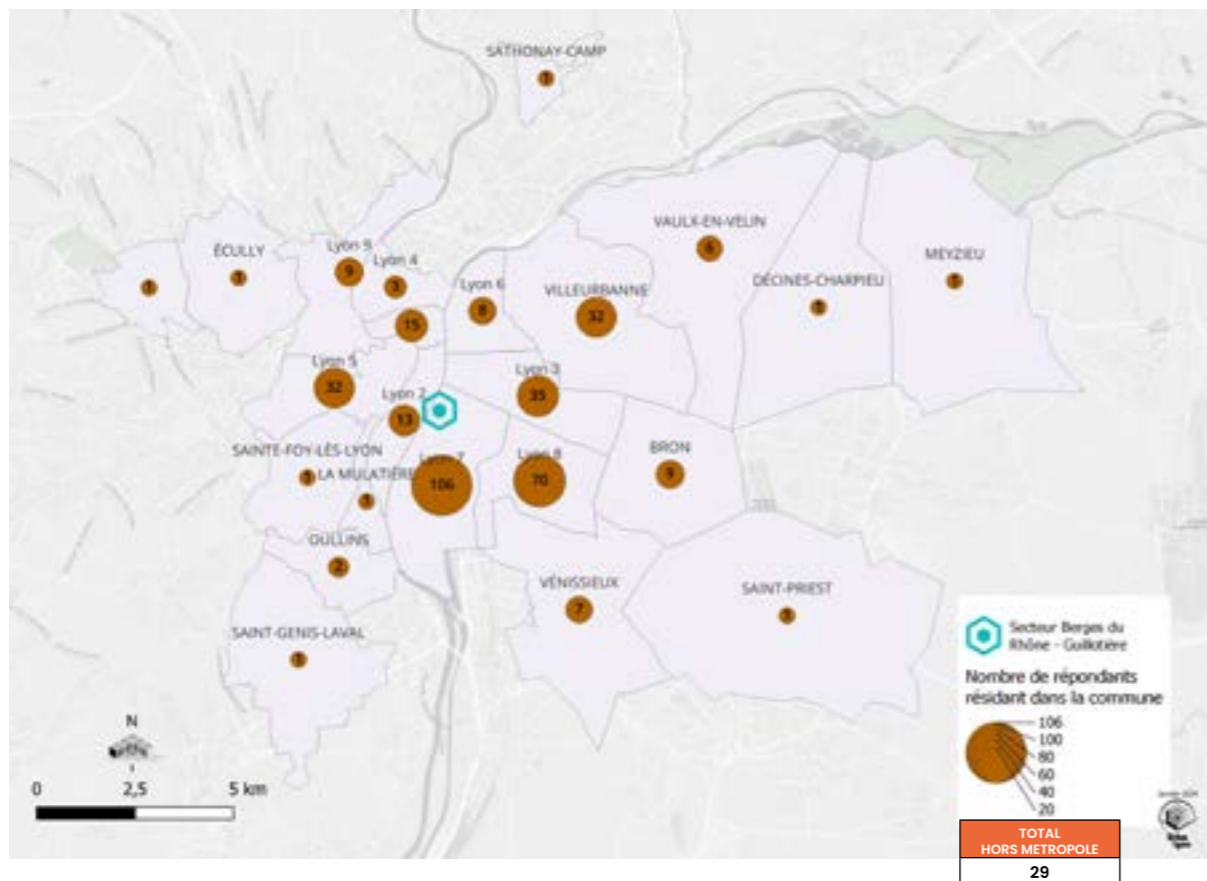 SATHONAY-CAMP
1
VAULX-EN-VELIN
6
MEYZIEU
1
ÉCULLY
1
1
Lyon 9
9
Lyon 4
3
Lyon 6
8
VILLEURBANNE
32
DÉCINES-CHARPIEU
1
15
Lyon 5
32
Lyon 2
13
Lyon 3
35
SAINTE-FOY-LÈS-LYON
1
LA MULATIÈRE
1
Lyon 7
106
Lyon 8
70
BRON
9
OULLINS
2
VÉNISSIEUX
7
SAINT-PRIEST
SAINT-GENIS-LAVAL
1
Secteur Berges du
Rhône - Guillotière
Nombre de répondants
résidant dans la commune
106
100
80
60
40
20
N
0 2,5 5 km
TOTAL
HORS METROPOLE
29